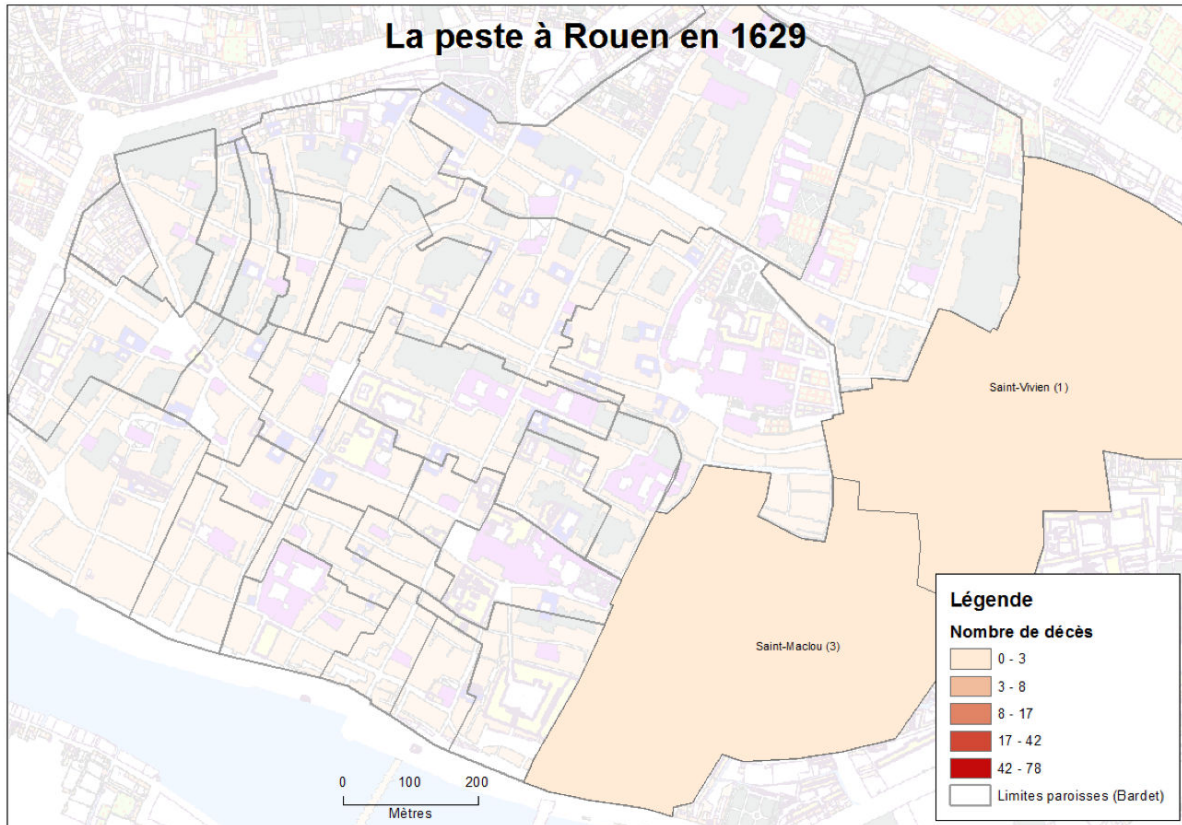 La peste à Rouen en 1629
Saint-Vivien (1)
Saint-Maclou (3)
Légende
Nombre de décès
0 - 3
3 - 8
8 - 17
17 - 42
42 - 78
Limites paroisses (Bardet)
0 100 200
Mètres